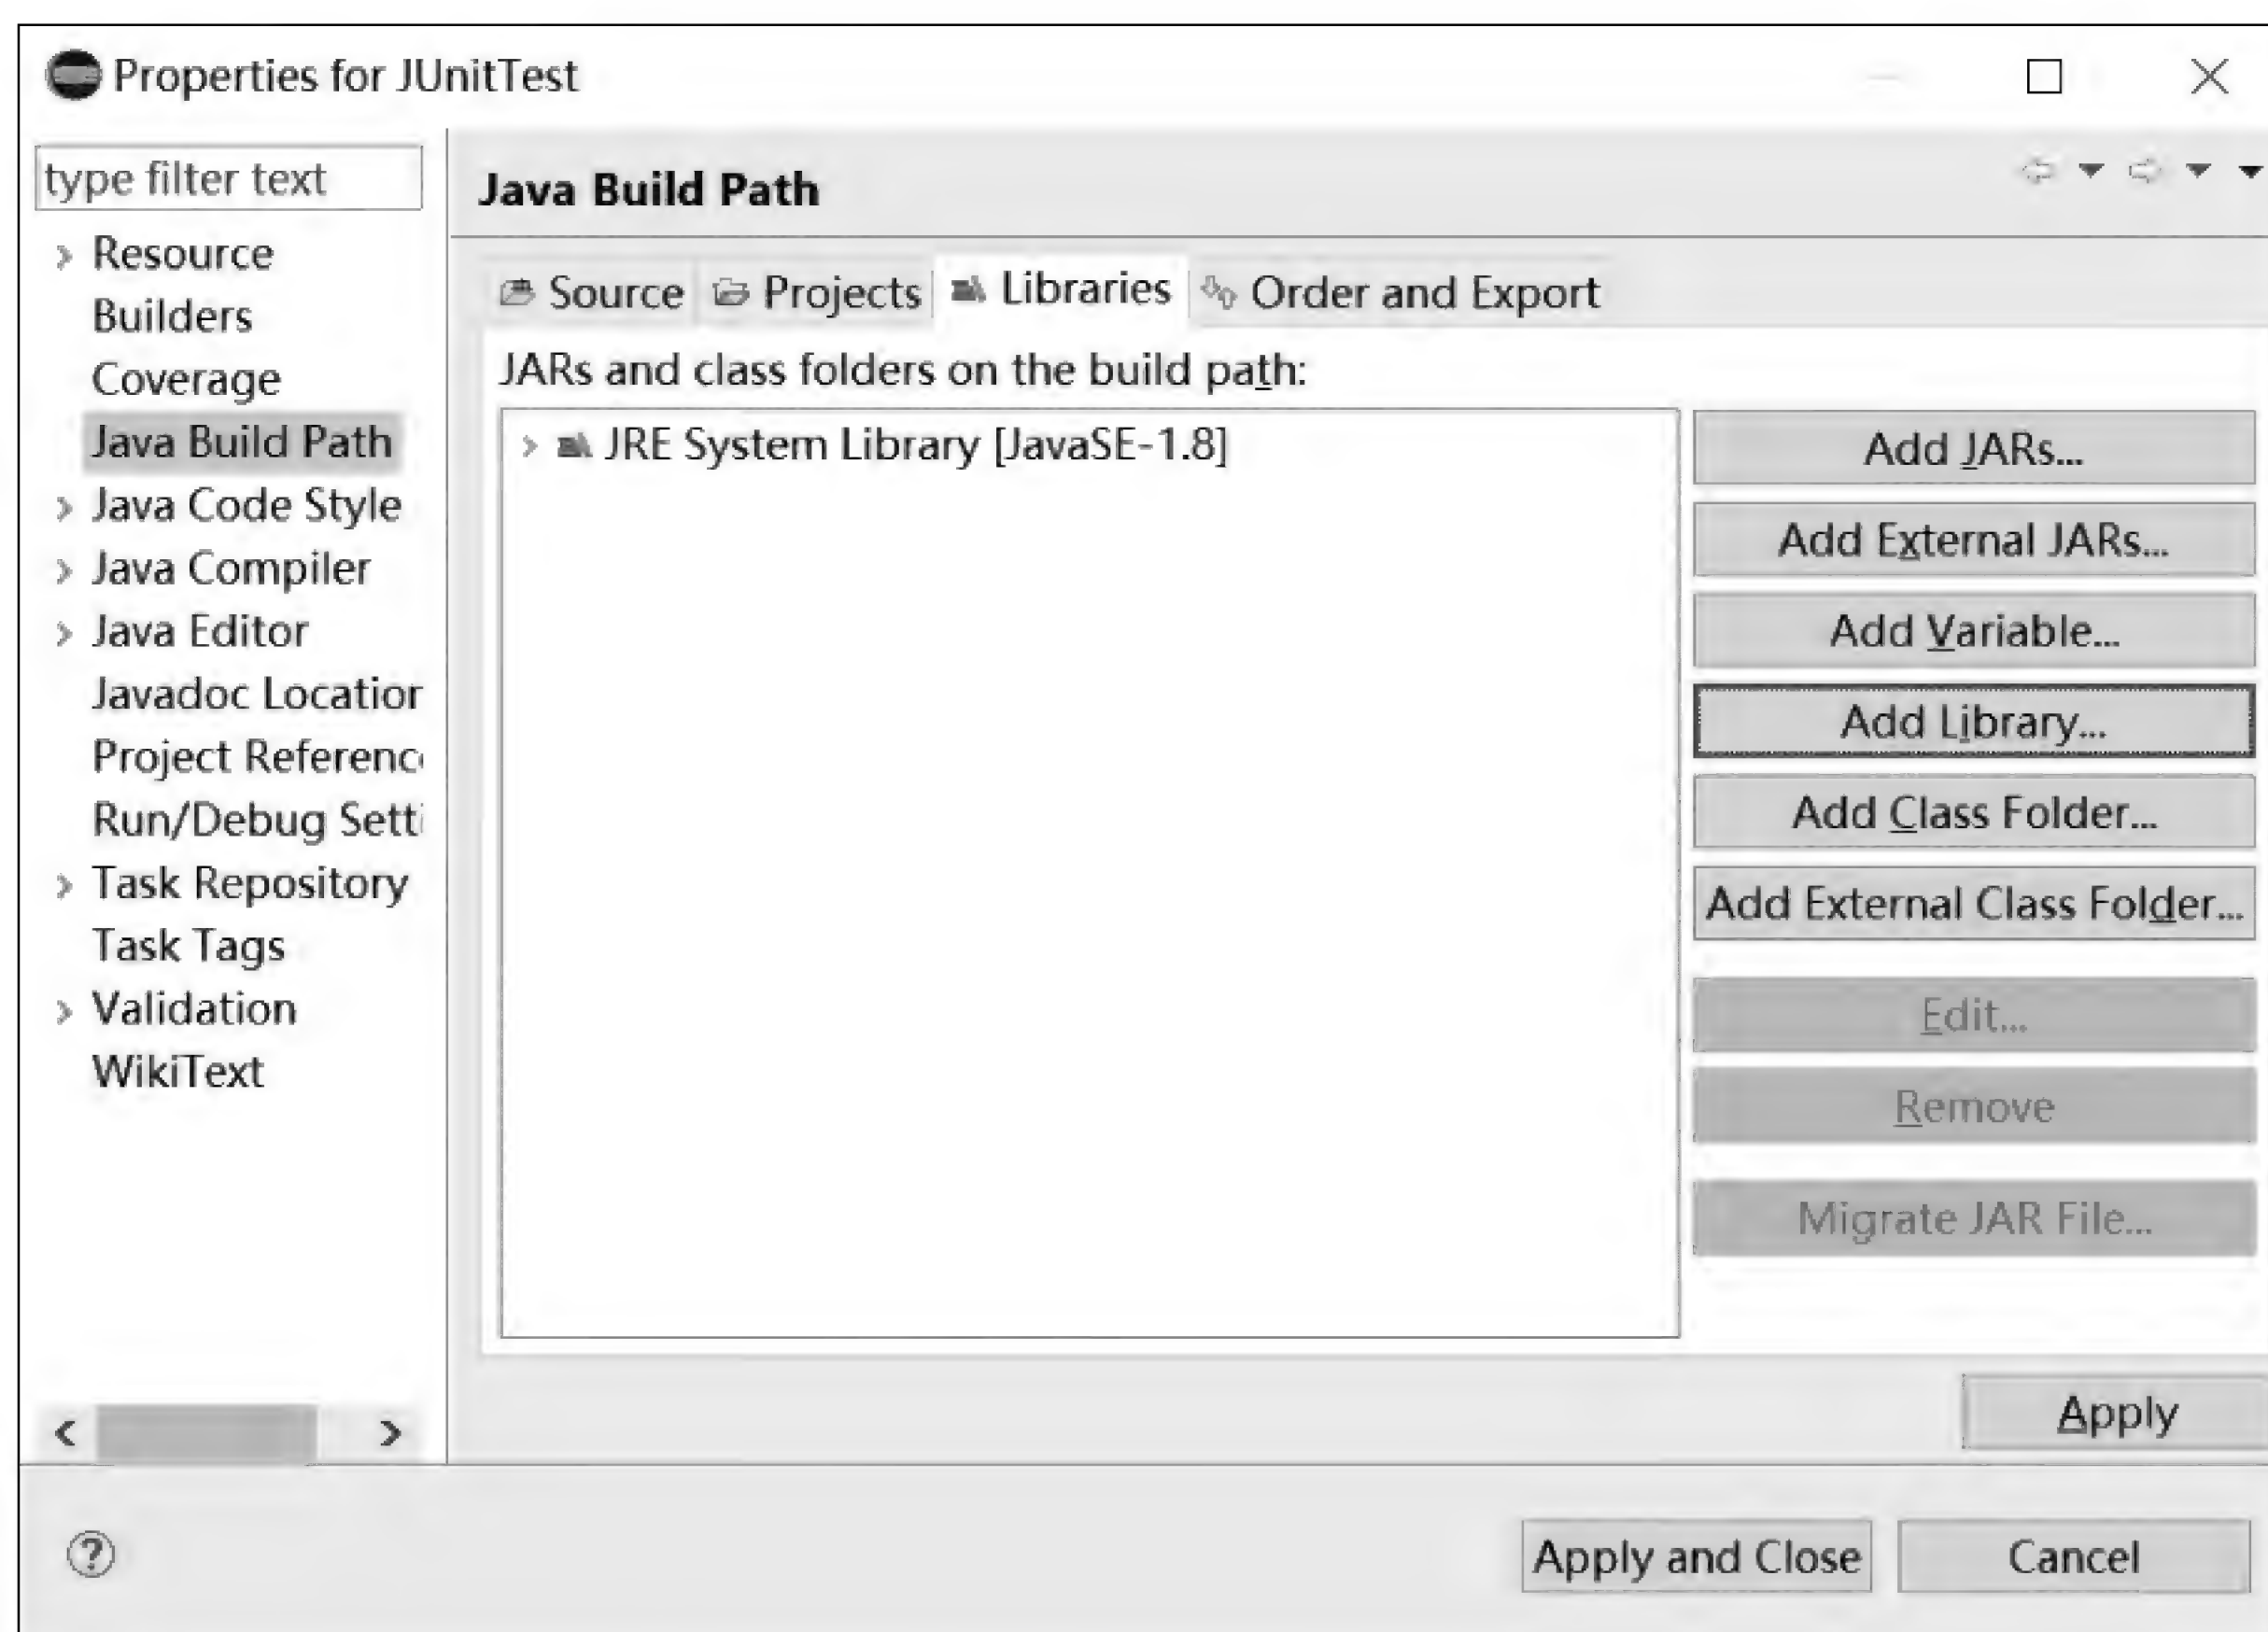 Properties for JUnitTest
type filter text
Resource
Builders
Coverage
Java Build Path
Java Code Style
Java Compiler
Java Editor
Javadoc Location
Project Referenc
Run/Debug Setti
Task Repository
Task Tags
Validation
WikiText
Java Build Path
Source
Projects
Libraries
Order and Export
JARs and class folders on the build path:
JRE System Library [JavaSE-1.8]
Add JARs...
Add External JARs...
Add Variable...
Add Library...
Add Class Folder...
Add External Class Folder...
Edit...
Remove
Migrate JAR File...
Apply
Apply and Close
Cancel